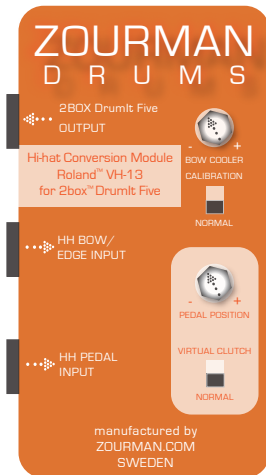 ZOURMAN
DRUMS
2BOX DrumIt Five
OUTPUT
- +
BOW COOLER
Hi-hat Conversion Module
Roland™ VH-13
for 2box™ DrumIt Five
CALIBRATION
NORMAL
HH BOW/
EDGE INPUT
- +
PEDAL POSITION
VIRTUAL CLUTCH
HH PEDAL
INPUT
NORMAL
manufactured by
ZOURMAN.COM
SWEDEN